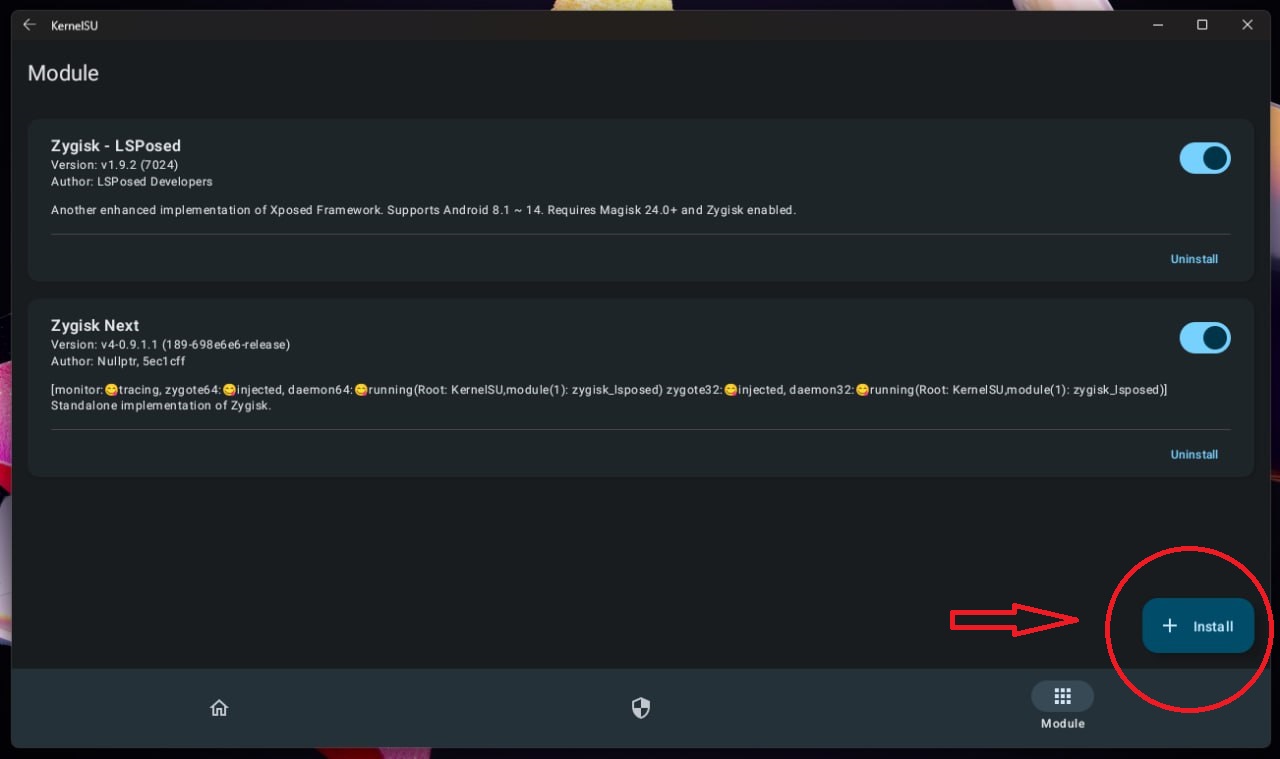 KernelSU
Module
Zygisk - LSPosed
Version: v1.9.2 (7024)
Author: LSPosed Developers
Another enhanced implementation of Xposed Framework. Supports Android 8.1 ~ 14. Requires Magisk 24.0+ and Zygisk enabled.
Uninstall
Zygisk Next
Version: v4-0.9.1.1 (189-698e6e6-release)
Author: Nullptr, 5ec1cff
[monitor:😋tracing, zygote64:😋injected, daemon64:😋running(Root: KernelSU,module(1): zygisk_lsposed) zygote32:😋injected, daemon32:😋running(Root: KernelSU,module(1): zygisk_lsposed)]
Standalone implementation of Zygisk.
Uninstall
+ Install
Module